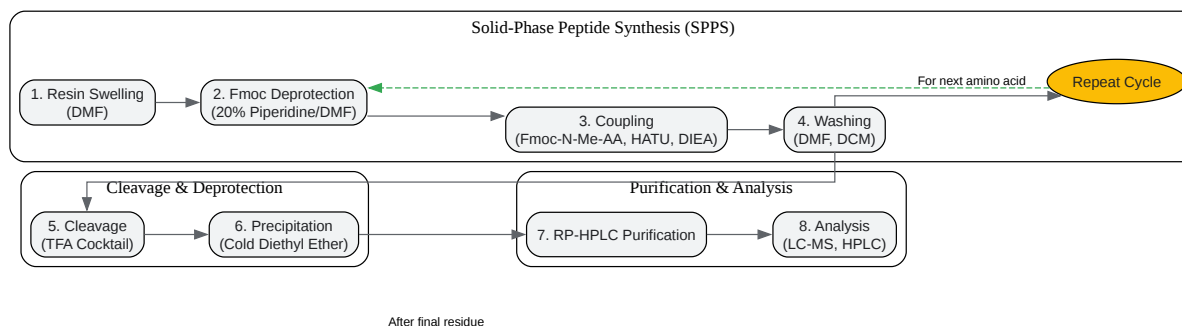 Solid-Phase Peptide Synthesis (SPPS)
For next amino acid
Repeat Cycle
1. Resin Swelling
(DMF)
2. Fmoc Deprotection
(20% Piperidine/DMF)
3. Coupling
(Fmoc-N-Me-AA, HATU, DIEA)
4. Washing
(DMF, DCM)
Cleavage & Deprotection
5. Cleavage
(TFA Cocktail)
6. Precipitation
(Cold Diethyl Ether)
Purification & Analysis
7. RP-HPLC Purification
8. Analysis
(LC-MS, HPLC)
After final residue